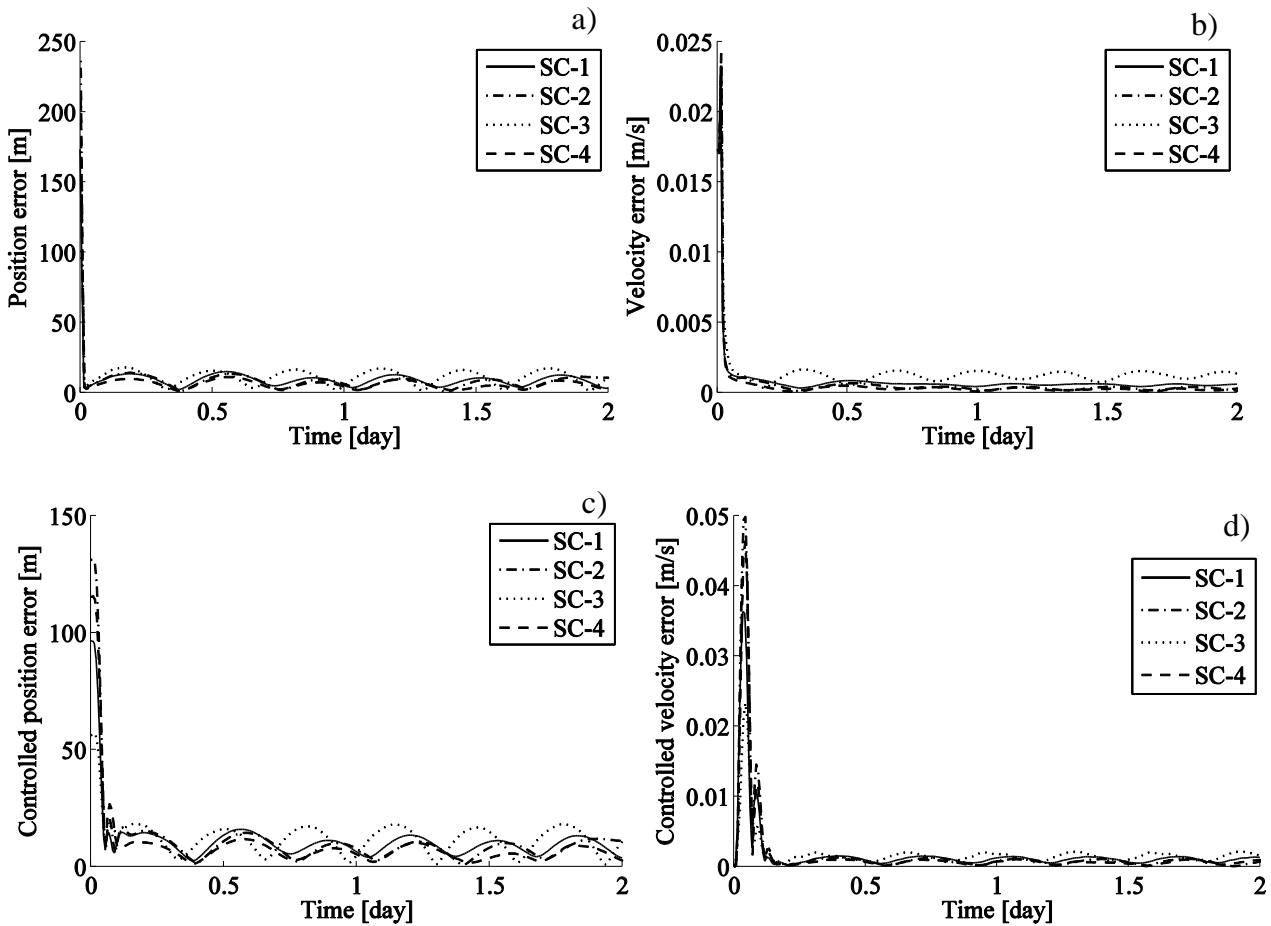 a)
250
200
150
100
50
0
Position error [m]
0 0.5 1 1.5 2
Time [day]
SC-1
SC-2
SC-3
SC-4
b)
0.025
0.02
0.015
0.01
0.005
0
Velocity error [m/s]
0 0.5 1 1.5 2
Time [day]
SC-1
SC-2
SC-3
SC-4
c)
150
100
50
0
Controlled position error [m]
0 0.5 1 1.5 2
Time [day]
SC-1
SC-2
SC-3
SC-4
d)
0.05
0.04
0.03
0.02
0.01
0
Controlled velocity error [m/s]
0 0.5 1 1.5 2
Time [day]
SC-1
SC-2
SC-3
SC-4